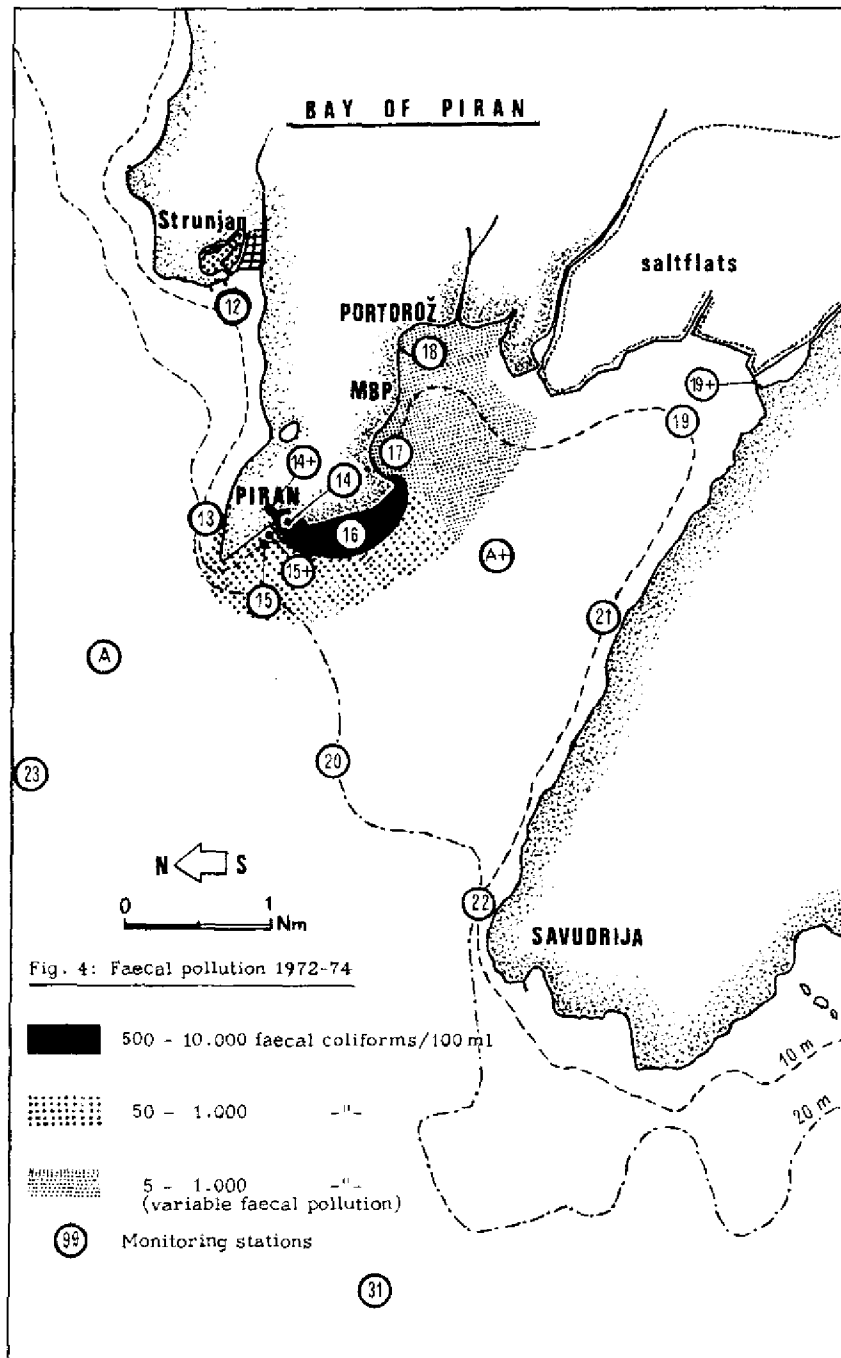 BAY OF PIRAN
Strunjan
saltflats
12
PORTOROŽ
18
MBP
19+
19
17
14+
14
PIRAN
13
16
A+
15+
15
21
A
20
23
N S
22
0 1
Nm
SAVUDRIJA
Fig. 4: Faecal pollution 1972-74
500 - 10.000 faecal coliforms/100 ml
10 m
50 - 1.000 -"-
20 m
5 - 1.000 -"-
(variable faecal pollution)
99 Monitoring stations
31